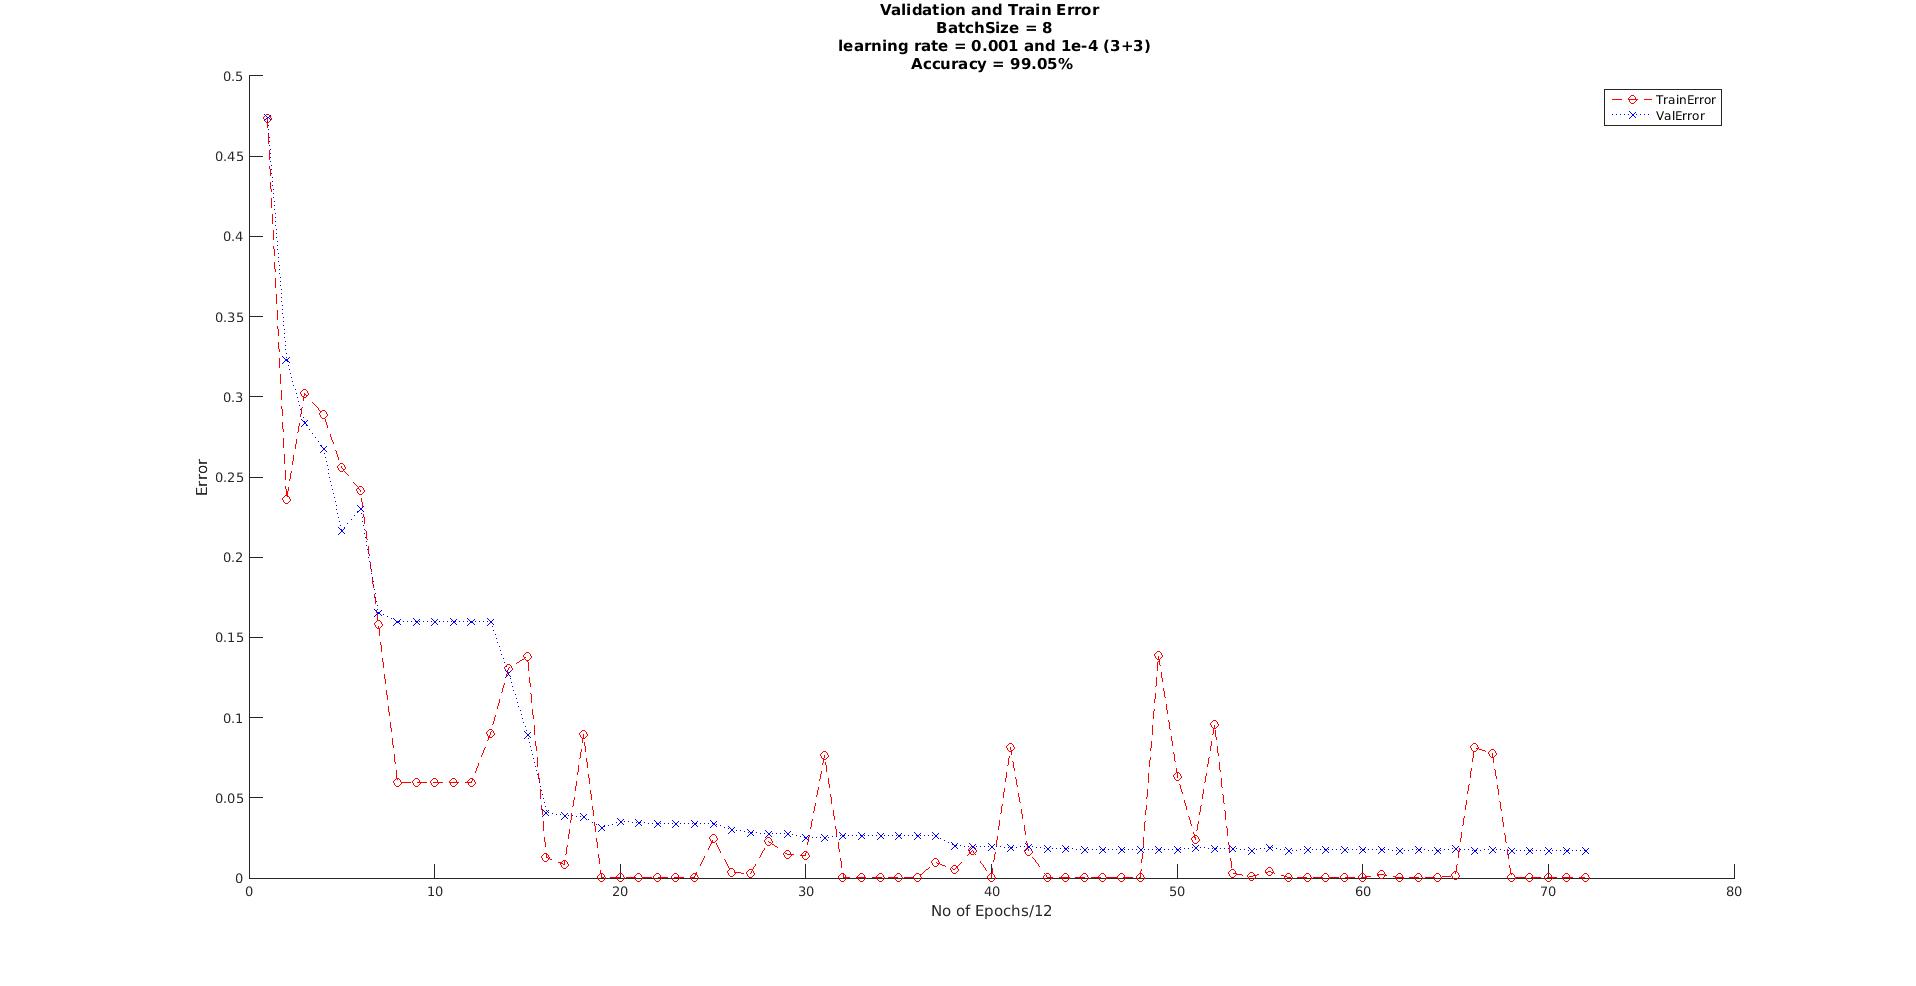 Validation and Train Error
BatchSize = 8
learning rate = 0.001 and 1e-4 (3+3)
Accuracy = 99.05%
TrainError
ValError
0.5
0.45
0.4
0.35
0.3
0.25
0.2
0.15
0.1
0.05
0
Error
0 10 20 30 40 50 60 70 80
No of Epochs/12